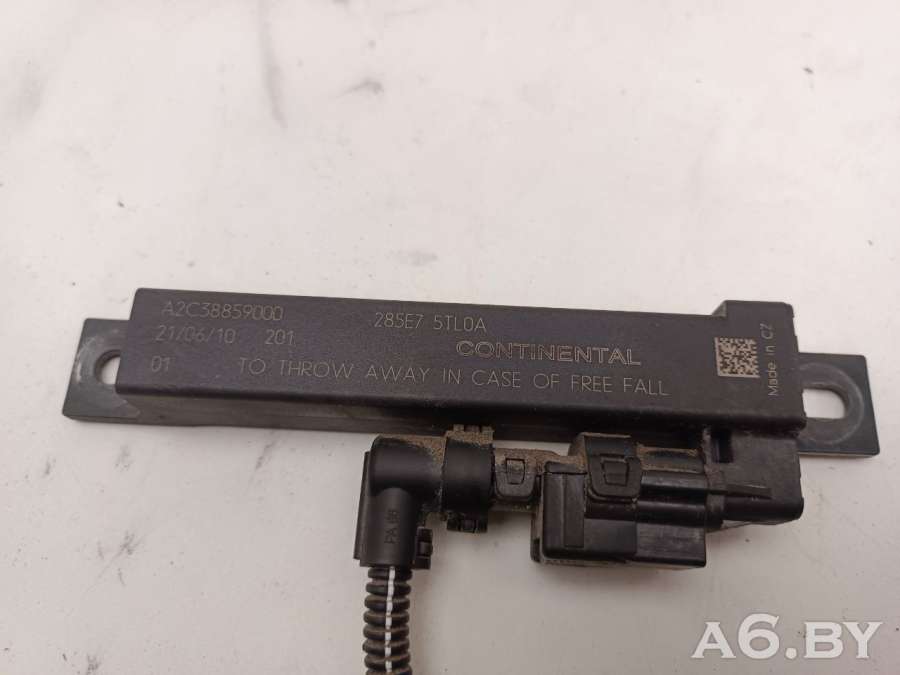 A2C38859000 285E7 5TL0A
21/06/10 201 CONTINENTAL
01 TO THROW AWAY IN CASE OF FREE FALL
Made in CZ
A6.BY